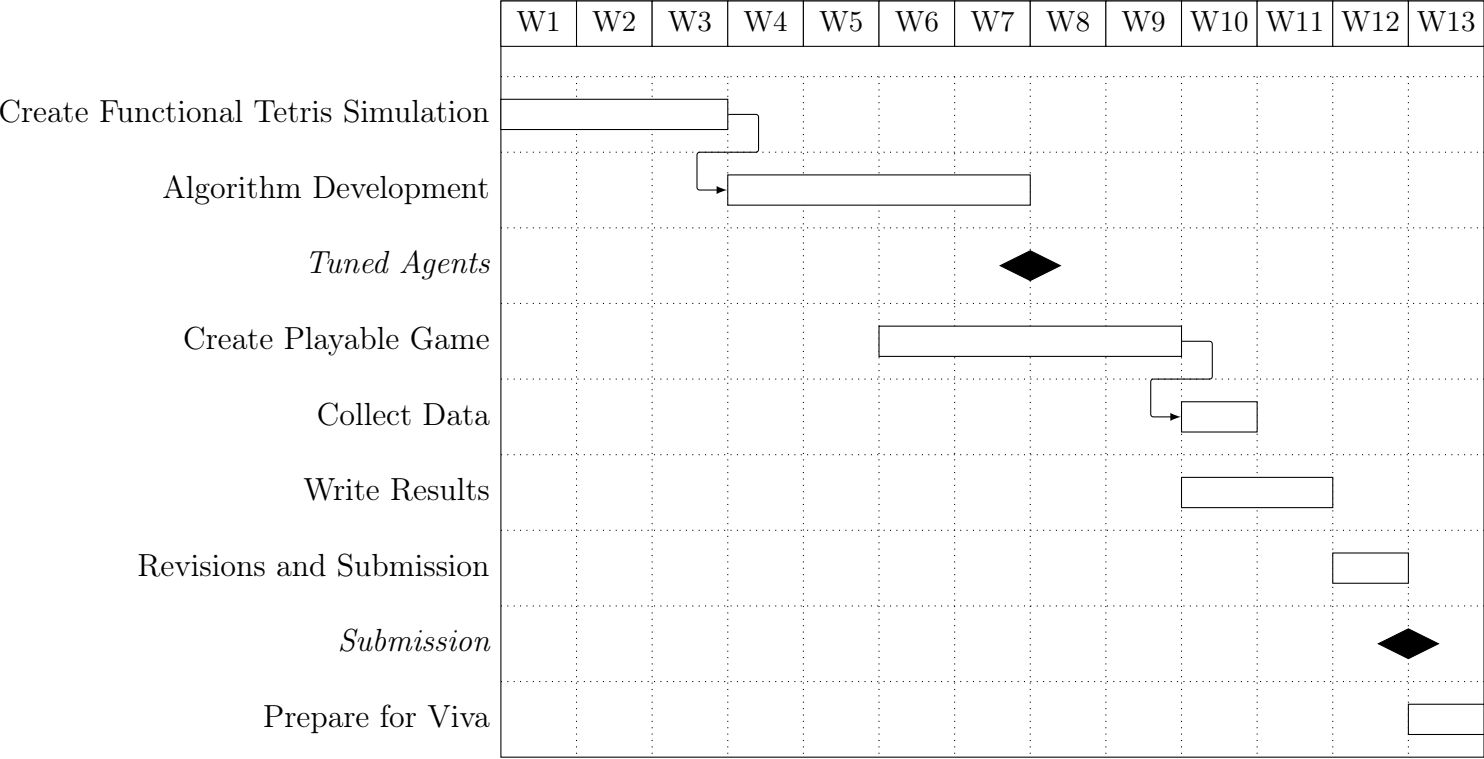 W1 W2 W3 W4 W5 W6 W7 W8 W9 W10 W11 W12 W13
Create Functional Tetris Simulation
Algorithm Development
Tuned Agents
Create Playable Game
Collect Data
Write Results
Revisions and Submission
Submission
Prepare for Viva